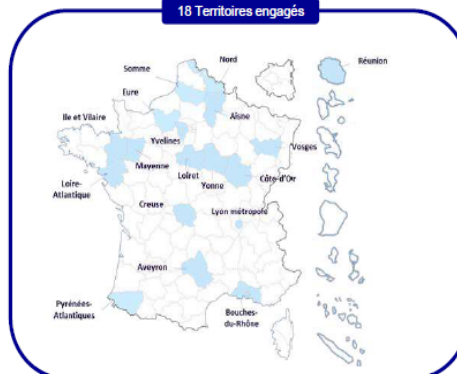 18 Territoires engagés
Nord
Somme
Réunion
Eure
Aisne
Ile et Vilaire
Yvelines
Vosges
Mayenne
Loiret
Côte-d'Or
Loire-
Atlantique
Yonne
Creuse
Lyon métropole
Aveyron
Pyrénées-
Atlantiques
Bouches-
du-Rhône